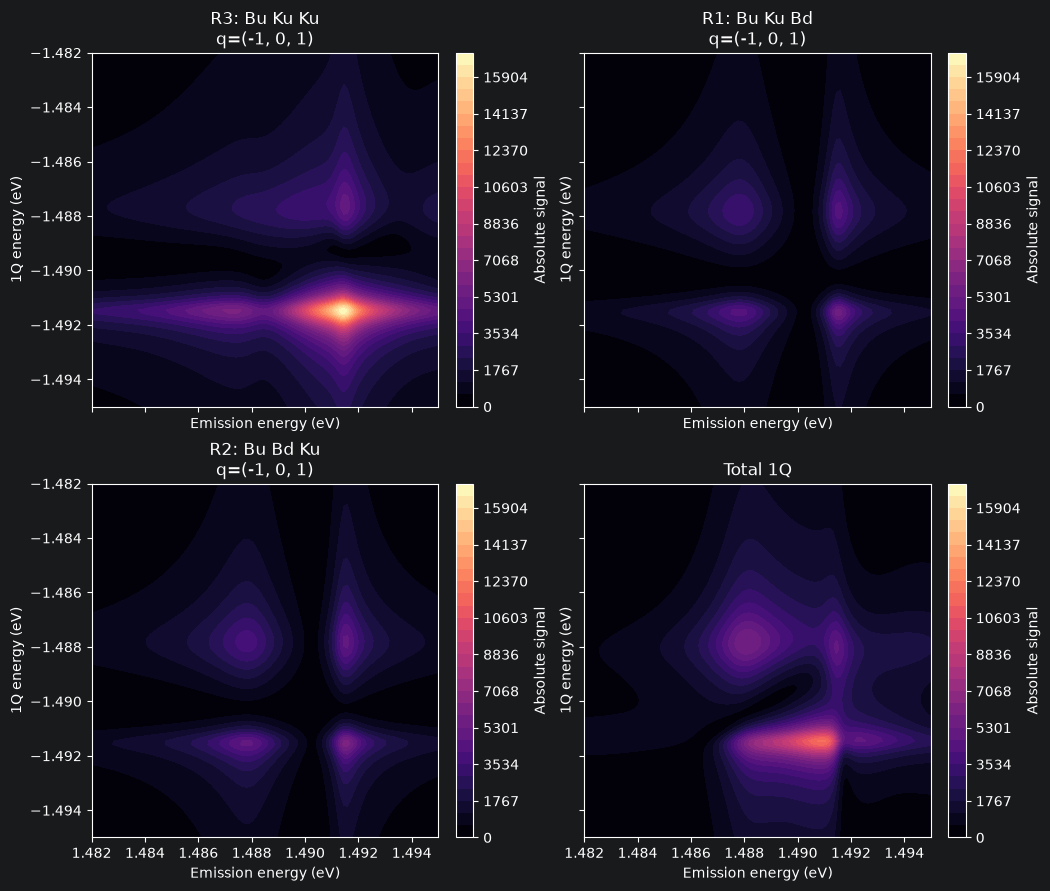 R3: Bu Ku Ku
q=(-1, 0, 1)
1Q energy (eV)
−1.482
−1.484
−1.486
−1.488
−1.490
−1.492
−1.494
Emission energy (eV)
15904
14137
12370
10603
8836
7068
5301
3534
1767
0
Absolute signal
R1: Bu Ku Bd
q=(-1, 0, 1)
1Q energy (eV)
Emission energy (eV)
15904
14137
12370
10603
8836
7068
5301
3534
1767
0
Absolute signal
R2: Bu Bd Ku
q=(-1, 0, 1)
1Q energy (eV)
−1.482
−1.484
−1.486
−1.488
−1.490
−1.492
−1.494
1.482 1.484 1.486 1.488 1.490 1.492 1.494
Emission energy (eV)
15904
14137
12370
10603
8836
7068
5301
3534
1767
0
Absolute signal
Total 1Q
1Q energy (eV)
1.482 1.484 1.486 1.488 1.490 1.492 1.494
Emission energy (eV)
15904
14137
12370
10603
8836
7068
5301
3534
1767
0
Absolute signal